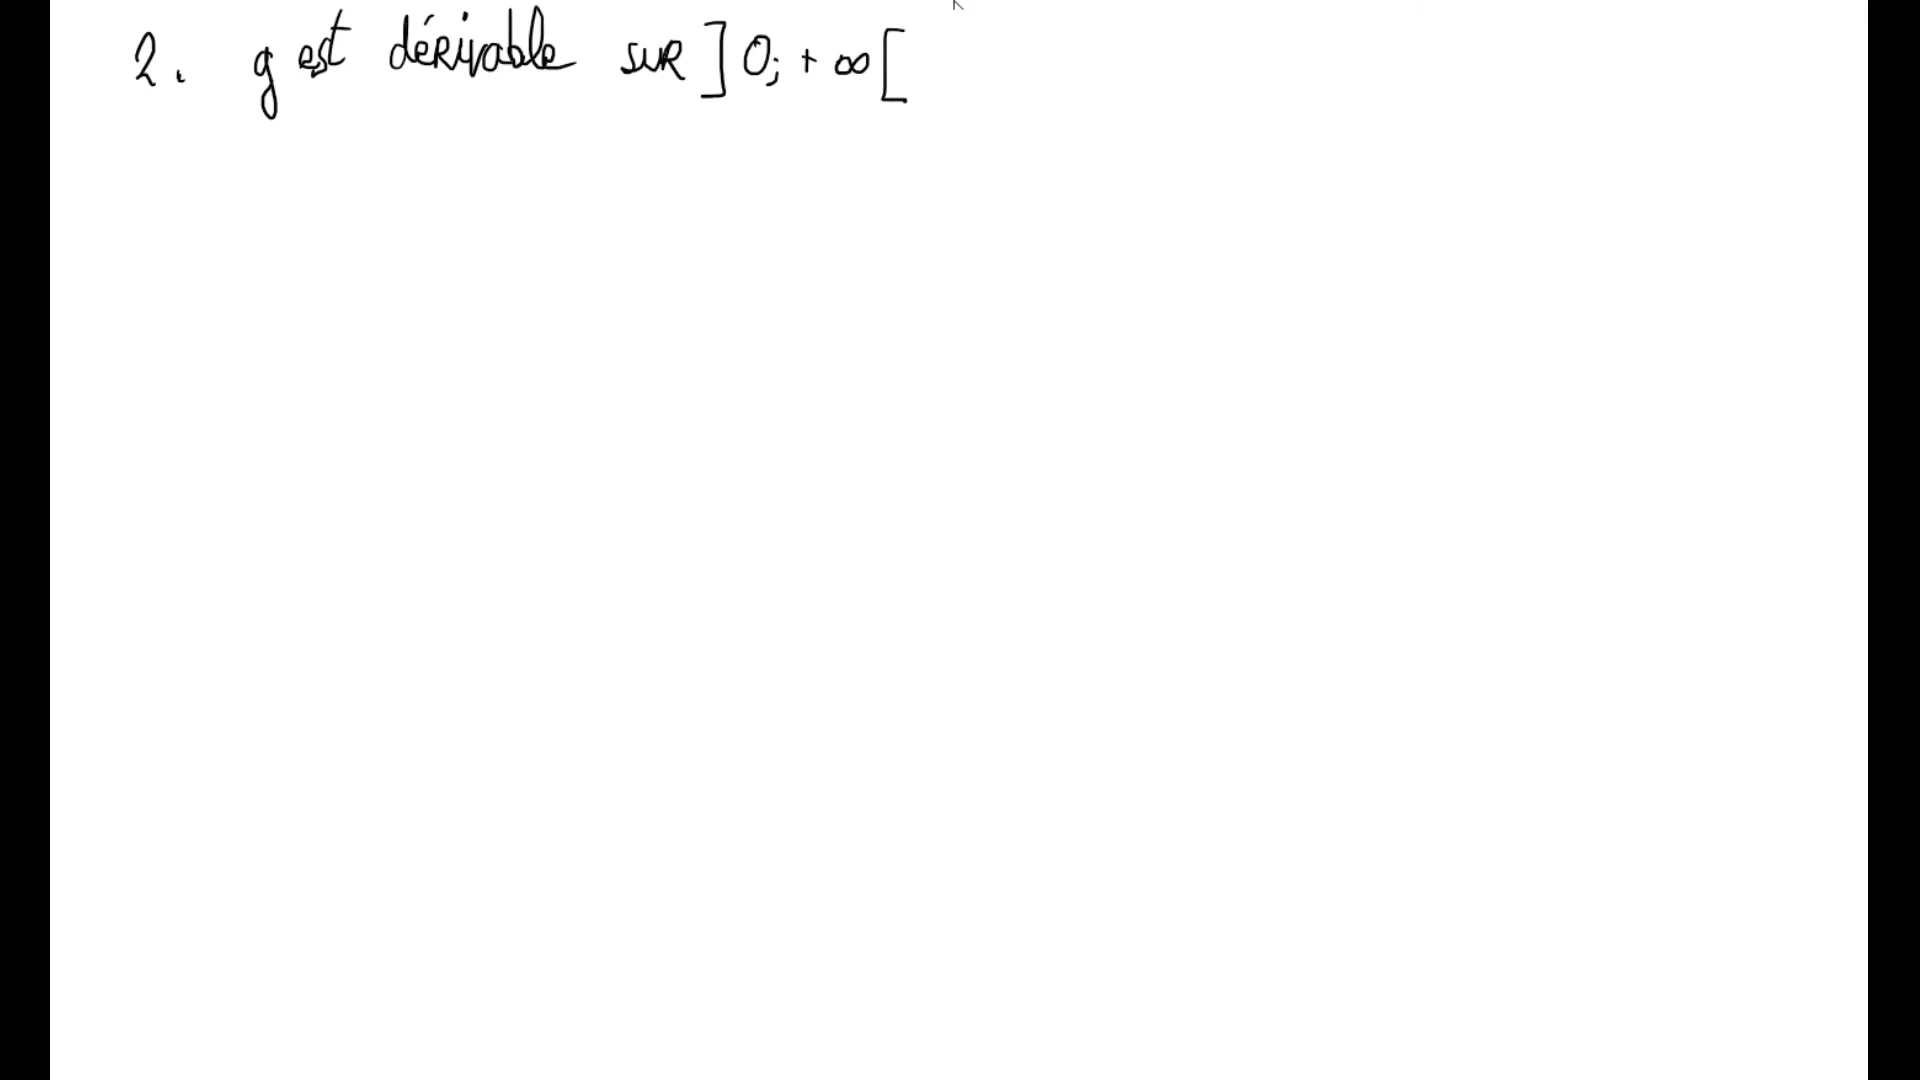 2. g est dérivable sur ]0; +∞[